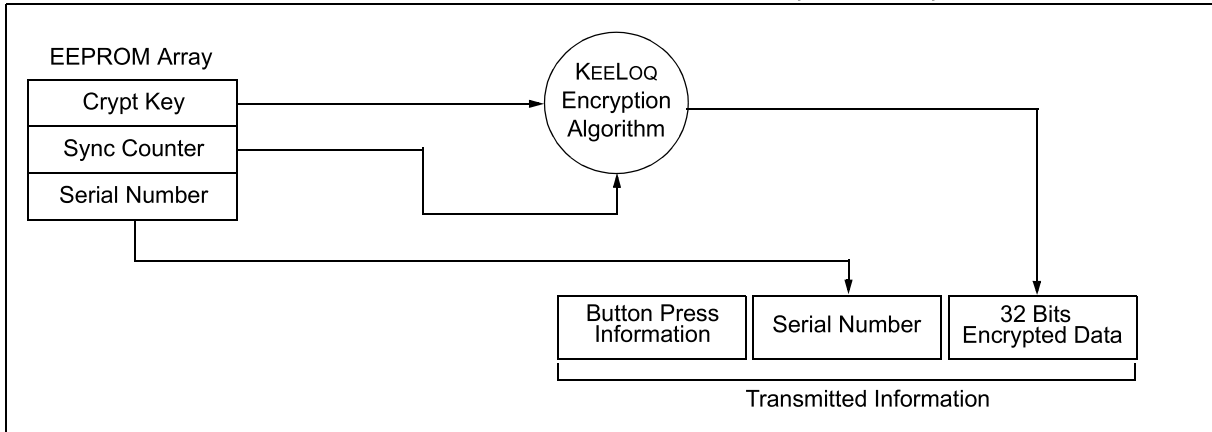 EEPROM Array
Crypt Key
Sync Counter
Serial Number
KEELOQ
Encryption
Algorithm
Button Press
Information
Serial Number
32 Bits
Encrypted Data
Transmitted Information